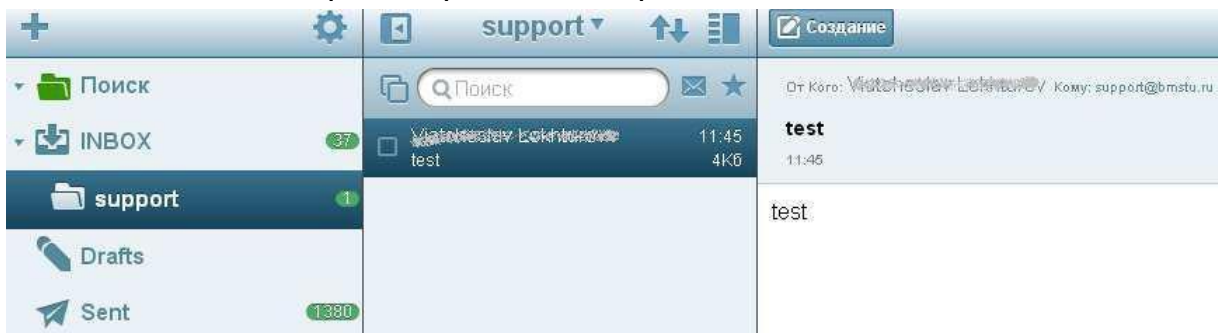 Поиск
INBOX 37
support 1
Drafts
Sent 1380
support
Поиск
11:45
test 4Кб
Создание
От Кого: Кому: support@bmstu.ru
test
11:45
test